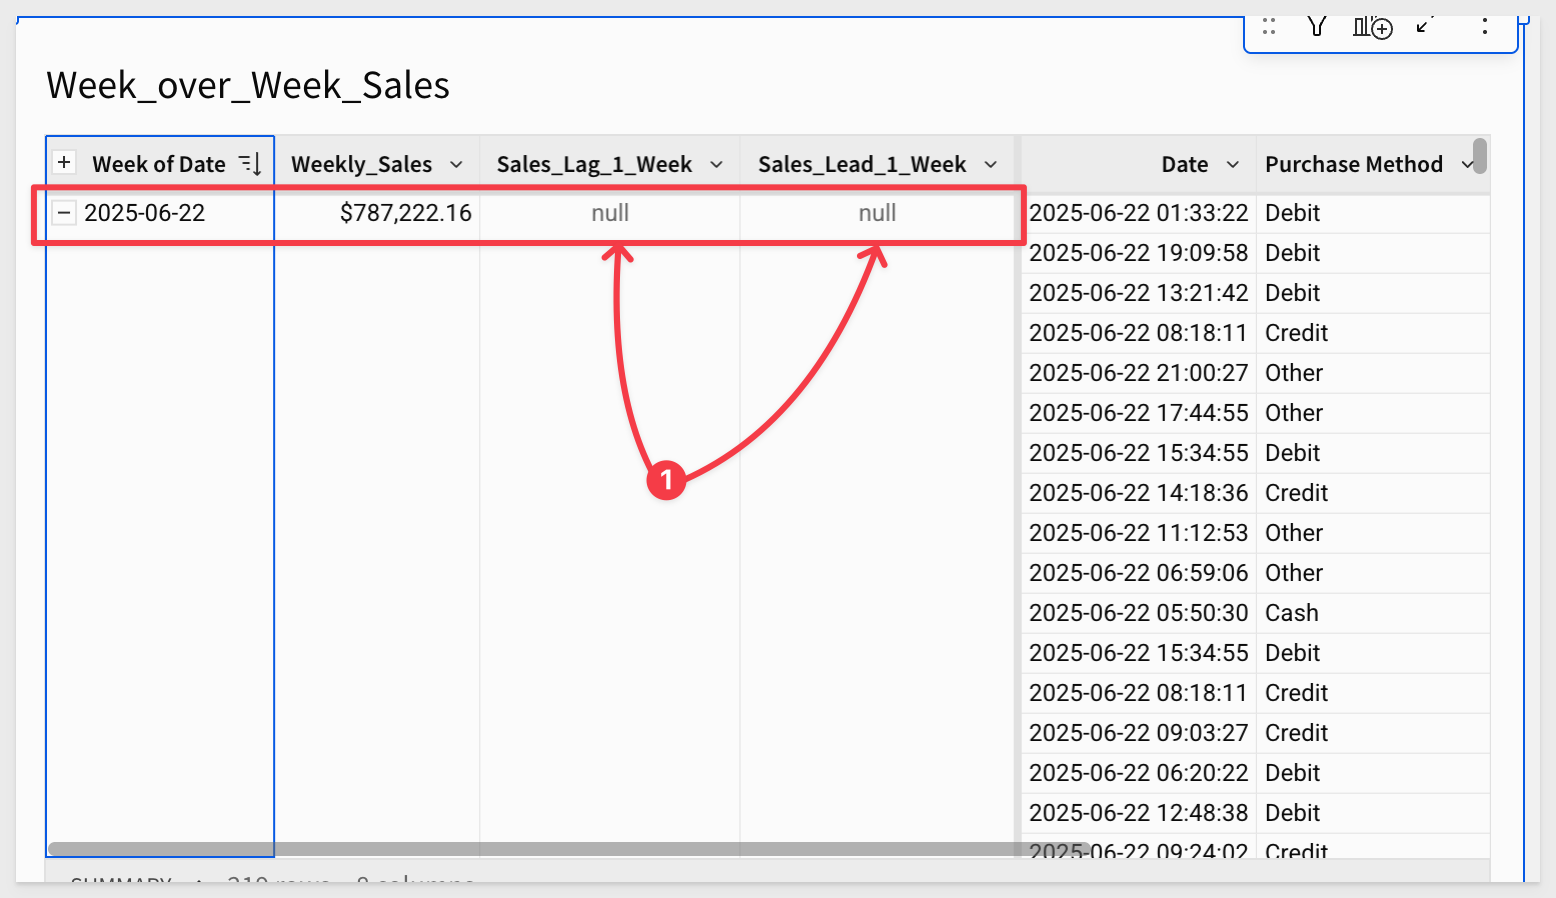 Week_over_Week_Sales
Week of Date Weekly_Sales Sales_Lag_1_Week Sales_Lead_1_Week Date Purchase Method
2025-06-22 $787,222.16 null null 2025-06-22 01:33:22 Debit
2025-06-22 19:09:58 Debit
2025-06-22 13:21:42 Debit
2025-06-22 08:18:11 Credit
2025-06-22 21:00:27 Other
2025-06-22 17:44:55 Other
2025-06-22 15:34:55 Debit
1
2025-06-22 14:18:36 Credit
2025-06-22 11:12:53 Other
2025-06-22 06:59:06 Other
2025-06-22 05:50:30 Cash
2025-06-22 15:34:55 Debit
2025-06-22 08:18:11 Credit
2025-06-22 09:03:27 Credit
2025-06-22 06:20:22 Debit
2025-06-22 12:48:38 Debit
2025-06-22 09:24:02 Credit
SUMMARY rows columns